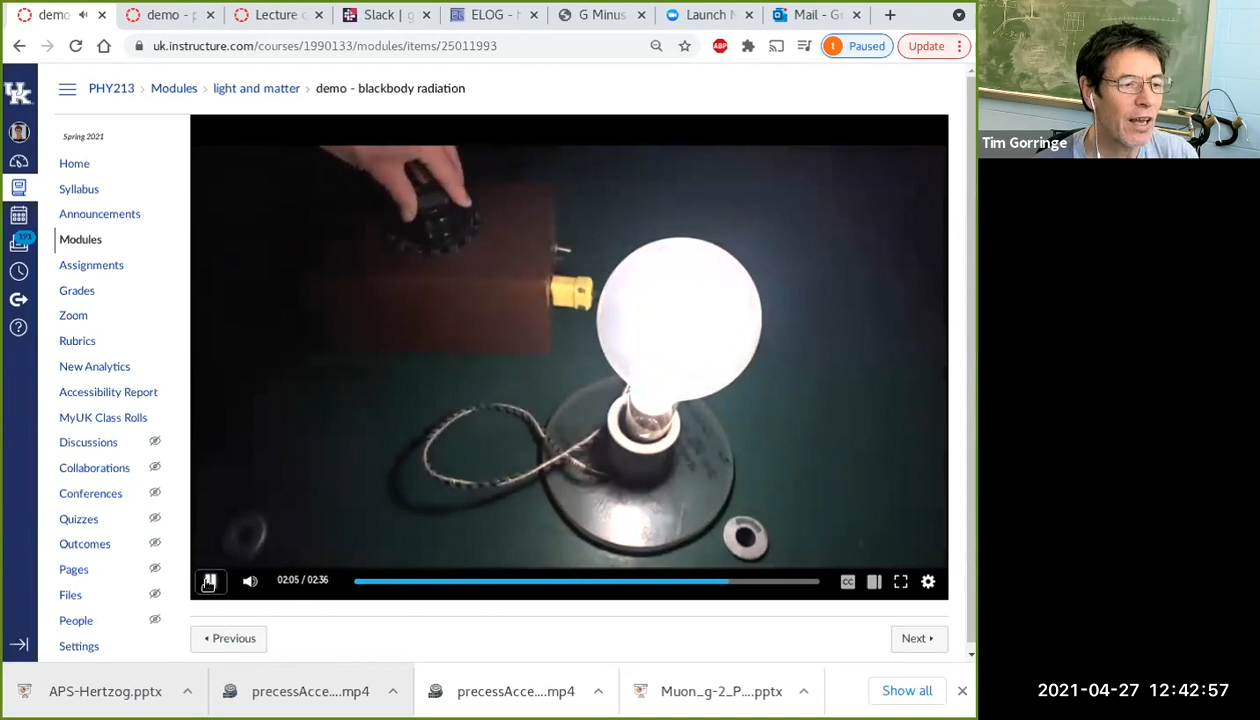 demo
demo - p
Lecture c
Slack | g
ELOG - h
G Minus
Launch M
Mail - G
uk.instructure.com/courses/1990133/modules/items/25011993
ABP
t Paused
Update
UK
PHY213 › Modules › light and matter › demo - blackbody radiation
Tim Gorringe
Spring 2021
Home
Syllabus
Announcements
191
Modules
Assignments
Grades
Zoom
Rubrics
New Analytics
Accessibility Report
MyUK Class Rolls
Discussions
Collaborations
Conferences
Quizzes
Outcomes
Pages
Files
People
Settings
02:05 / 02:36
CC
Previous
Next
APS-Hertzog.pptx
precessAcce....mp4
precessAcce....mp4
Muon_g-2_P....pptx
Show all
2021-04-27 12:42:57